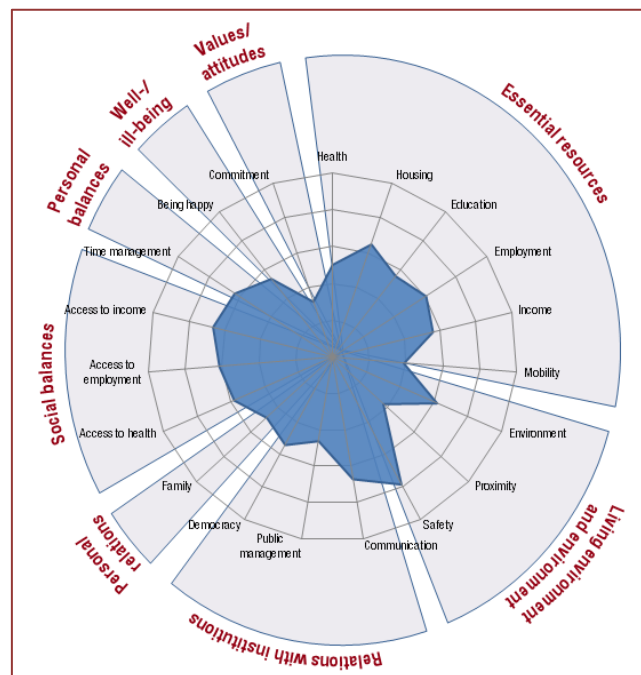 Values/
attitudes
Well-/
ill-being
Personal
balances
Social balances
Personal
relations
Relations with institutions
Living environment
and environment
Essential resources
Health
Housing
Education
Employment
Income
Mobility
Environment
Proximity
Safety
Communication
Public
management
Democracy
Family
Access to health
Access to
employment
Access to income
Time management
Being happy
Commitment